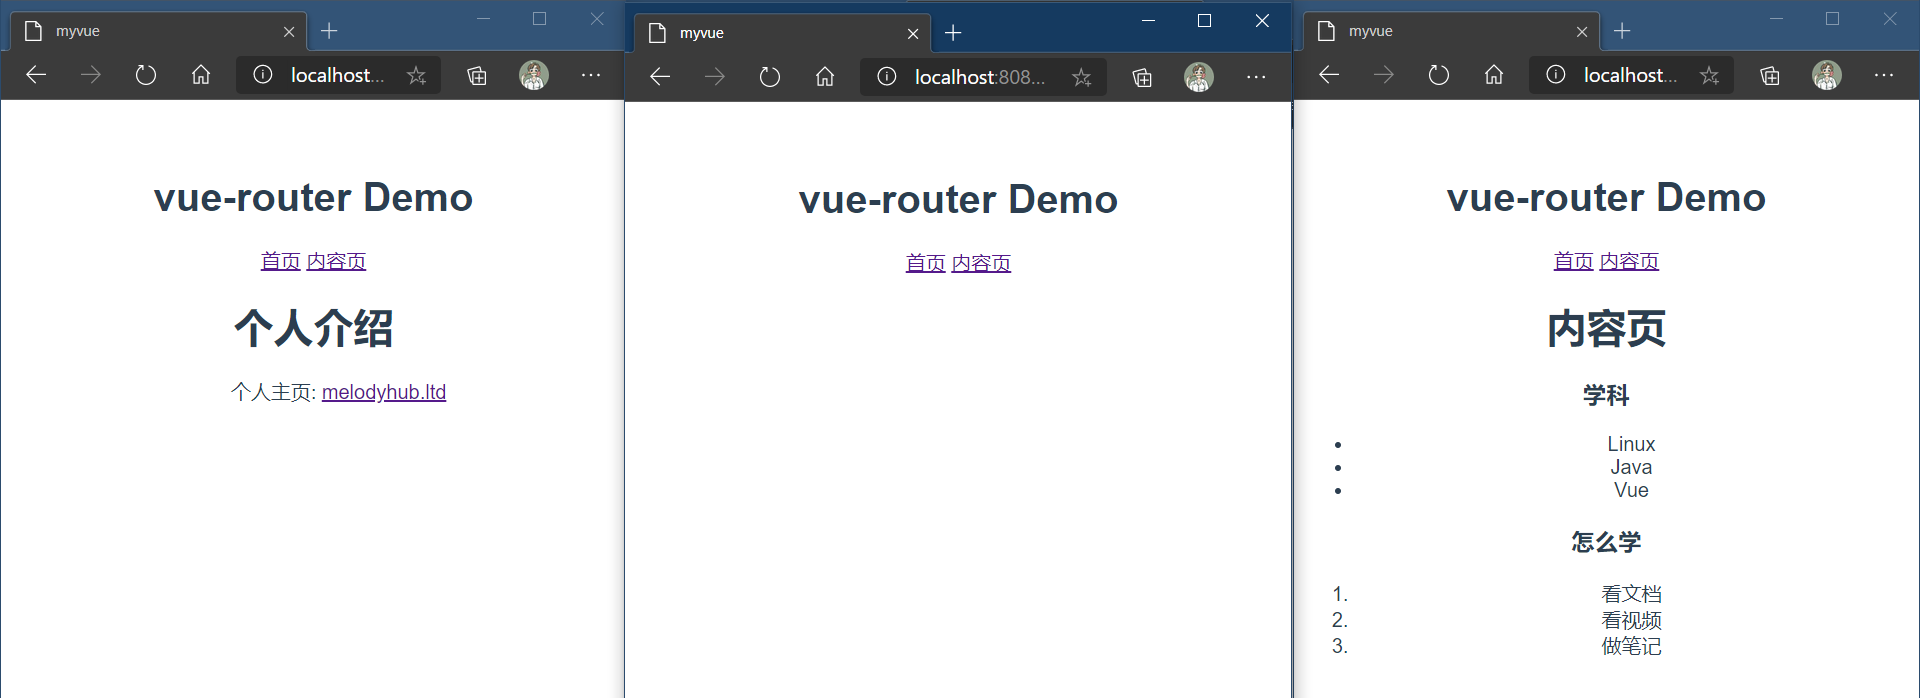 myvue
localhost...
vue-router Demo
首页 内容页
个人介绍
个人主页: melodyhub.ltd
myvue
localhost:808...
vue-router Demo
首页 内容页
myvue
localhost...
vue-router Demo
首页 内容页
内容页
学科
• Linux
• Java
• Vue
怎么学
1. 看文档
2. 看视频
3. 做笔记